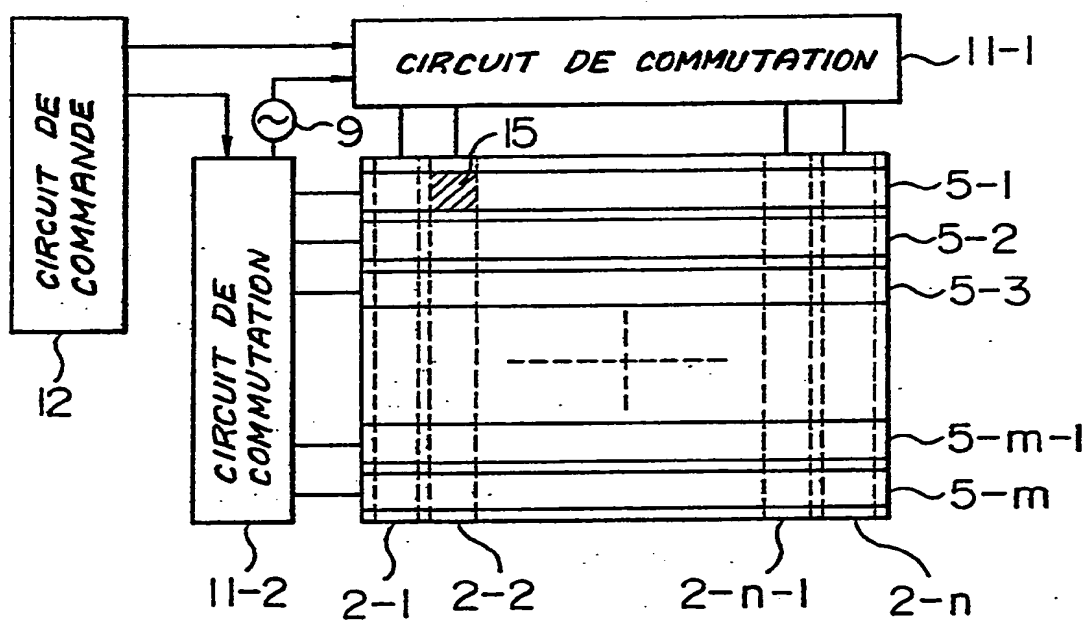 CIRCUIT DE COMMUTATION
11-1
CIRCUIT DE
COMMANDE
9
15
5-1
5-2
5-3
CIRCUIT DE
COMMUTATION
12
5-m-1
5-m
11-2
2-1
2-2
2-n-1
2-n